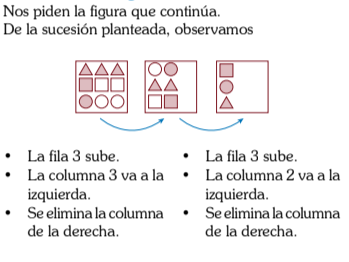 Nos piden la figura que continúa.
De la sucesión planteada, observamos
• La fila 3 sube.
• La columna 3 va a la
izquierda.
• Se elimina la columna
de la derecha.
• La fila 3 sube.
• La columna 2 va a la
izquierda.
• Se elimina la columna
de la derecha.